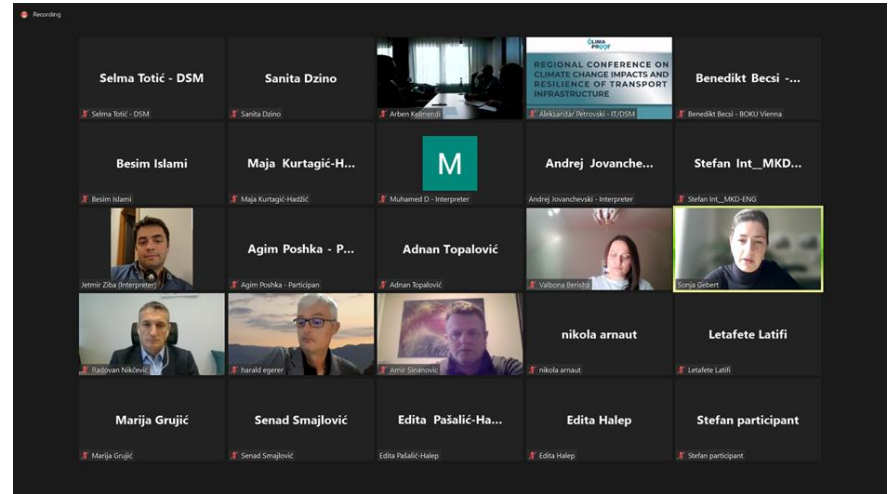 Recording
Selma Totić - DSM
Sanita Dzino
CLIMA
PROOF
REGIONAL CONFERENCE ON
CLIMATE CHANGE IMPACTS AND
RESILIENCE OF TRANSPORT
INFRASTRUCTURE
Benedikt Becsi -...
Selma Totić - DSM
Sanita Dzino
Arben Kelmendi
Aleksandar Petrovski - IT/DSM
Benedikt Becsi - BOKU Vienna
Besim Islami
Maja Kurtagić-H...
M
Andrej Jovanche...
Stefan Int__MKD...
Besim Islami
Maja Kurtagić-Hadžić
Muhamed D - Interpreter
Andrej Jovanchevski - Interpreter
Stefan Int__MKD-ENG
Agim Poshka - P...
Adnan Topalović
Jetmir Ziba (Interpreter)
Agim Poshka - Participan
Adnan Topalović
Valbona Berisha
Sonja Gebert
nikola arnaut
Letafete Latifi
Radovan Nikčević
harald egerer
Amir Sinanovic
nikola arnaut
Letafete Latifi
Marija Grujić
Senad Smajlović
Edita Pašalić-Ha...
Edita Halep
Stefan participant
Marija Grujić
Senad Smajlović
Edita Pašalić-Halep
Edita Halep
Stefan participant